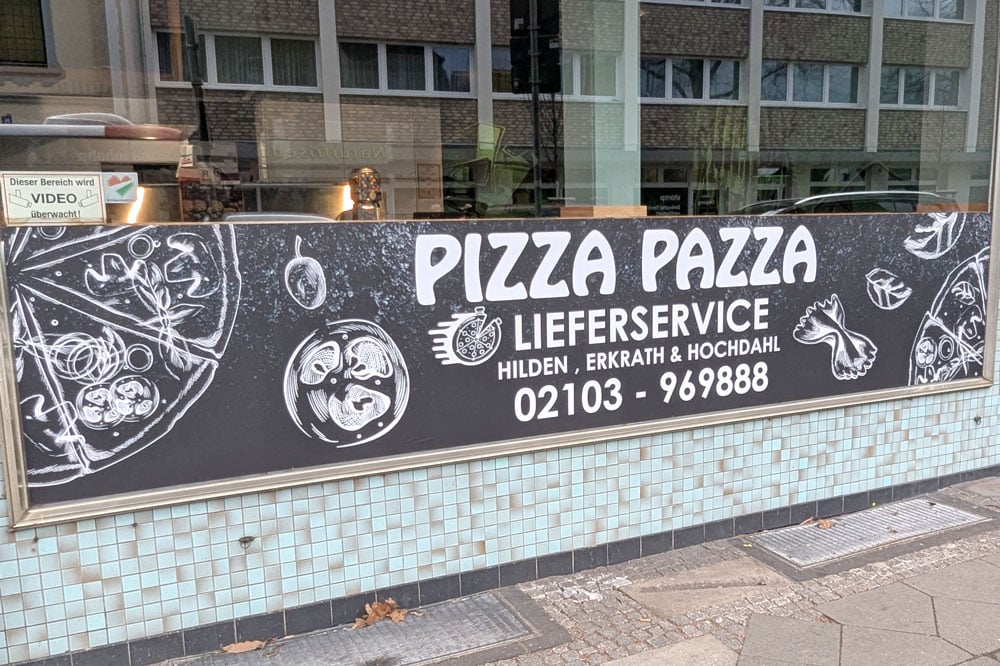 Dieser Bereich wird
VIDEO
überwacht!
PIZZA PAZZA
LIEFERSERVICE
HILDEN , ERKRATH & HOCHDAHL
02103 - 969888